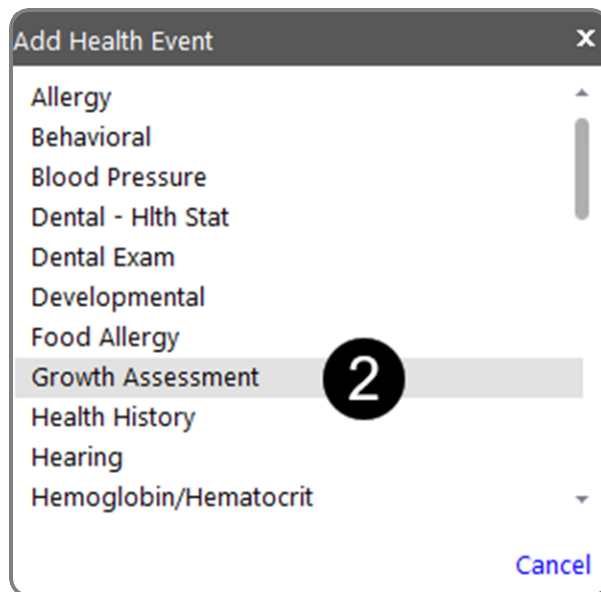 Add Health Event x
Allergy
Behavioral
Blood Pressure
Dental - Hlth Stat
Dental Exam
Developmental
Food Allergy
Growth Assessment 2
Health History
Hearing
Hemoglobin/Hematocrit
Cancel